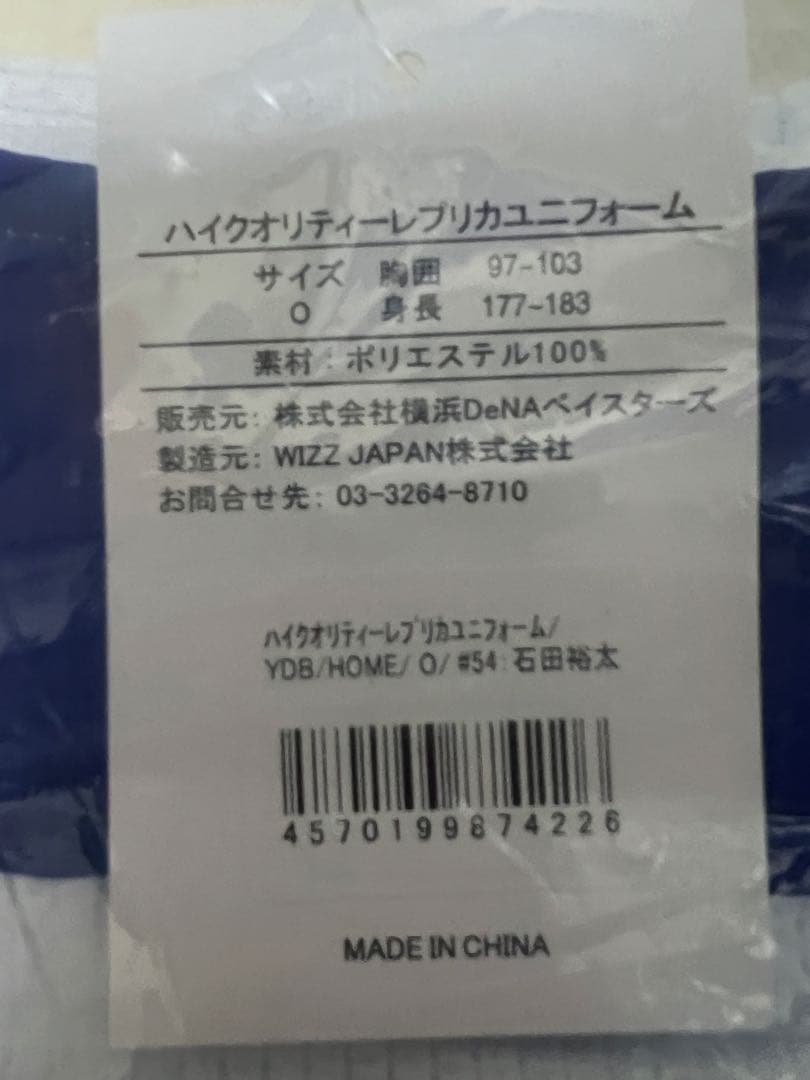 ハイクオリティーレプリカユニフォーム
サイズ 胸囲 97-103
O 身長 177-183
素材：ポリエステル100%
販売元: 株式会社横浜DeNAベイスターズ
製造元: WIZZ JAPAN株式会社
お問合せ先: 03-3264-8710
ﾊｲｸｵﾘﾃｨｰﾚﾌﾟﾘｶﾕﾆﾌｫｰﾑ/
YDB/HOME/ O/ #54:石田裕太
4570199874226
MADE IN CHINA